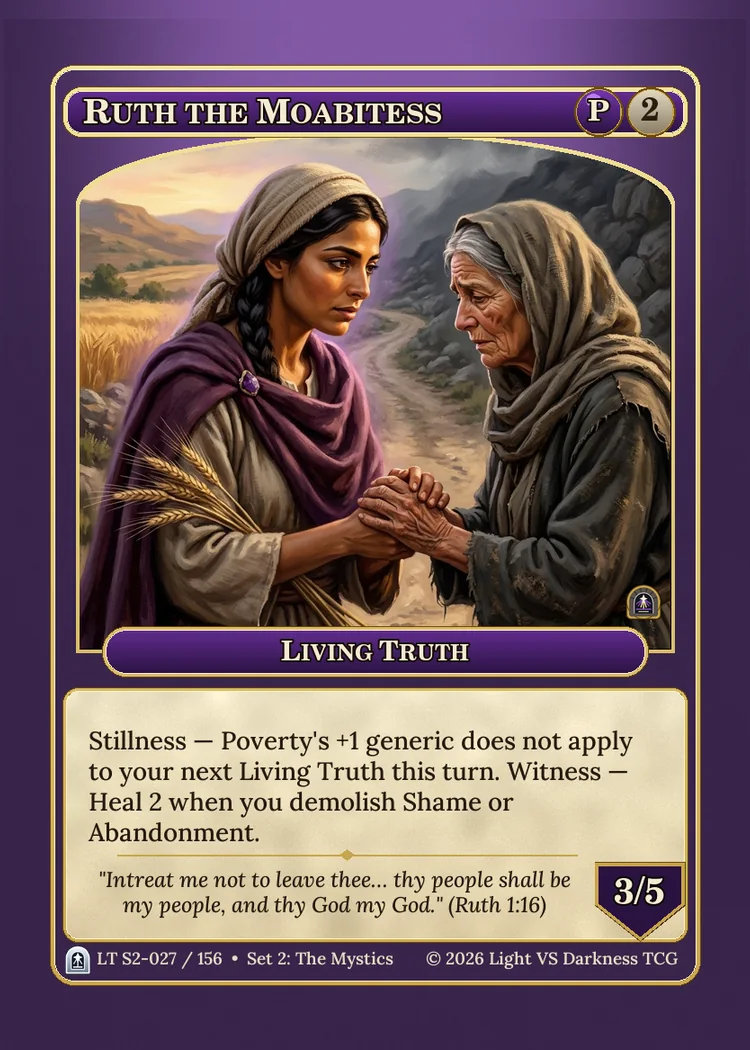 Ruth the Moabitess
P 2
Living Truth
Stillness — Poverty's +1 generic does not apply
to your next Living Truth this turn. Witness —
Heal 2 when you demolish Shame or
Abandonment.
"Intreat me not to leave thee... thy people shall be
my people, and thy God my God." (Ruth 1:16)
3/5
LT S2-027 / 156 • Set 2: The Mystics © 2026 Light VS Darkness TCG